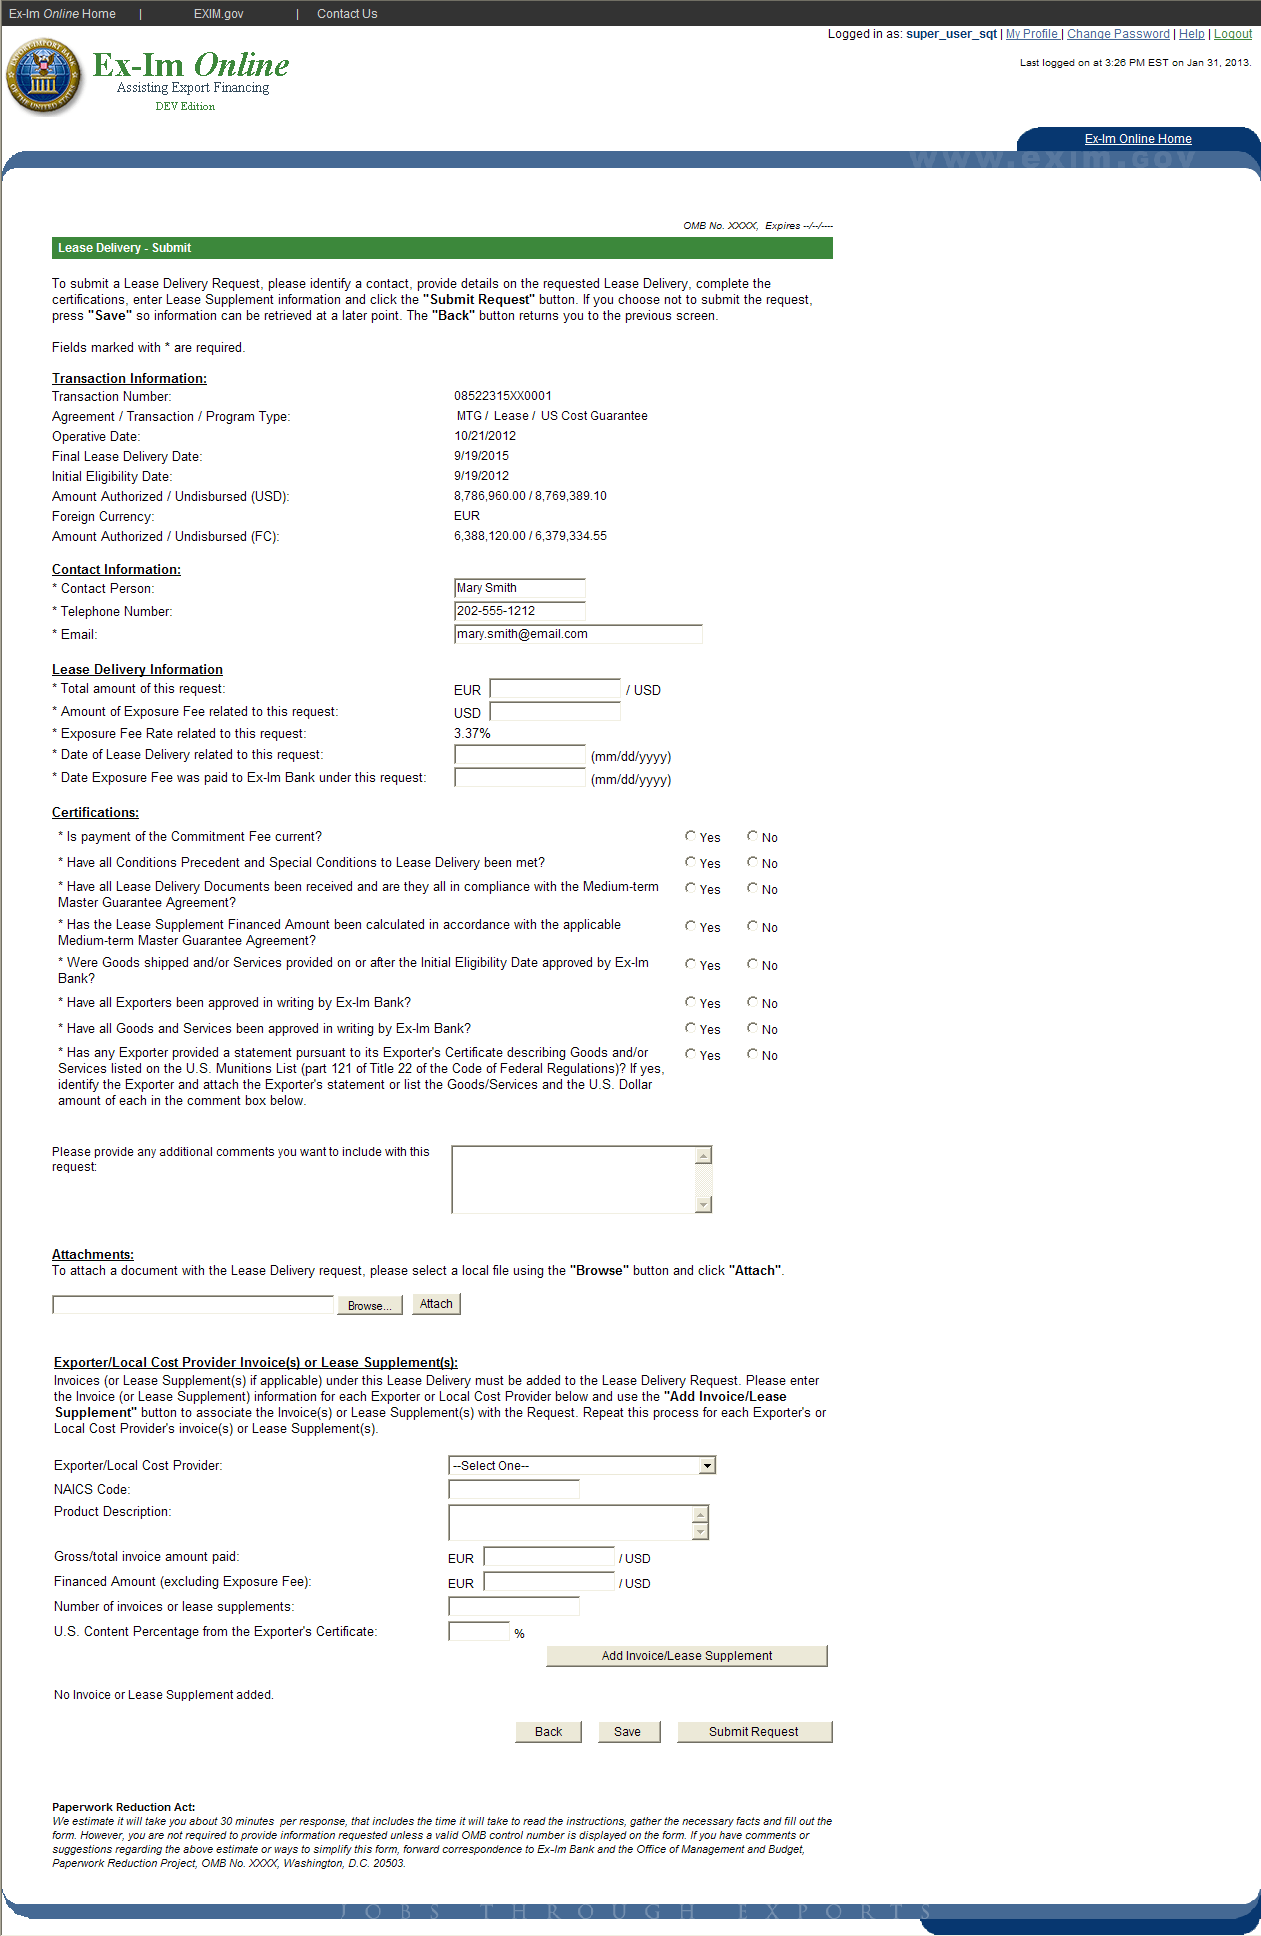 Ex-Im Online Home | EXIM.gov | Contact Us
Logged in as: super_user_sqt | My Profile | Change Password | Help | Logout
Last logged on at 3:26 PM EST on Jan 31, 2013.
EXPORT-IMPORT BANK OF THE UNITED STATES
Ex-Im Online
Assisting Export Financing
DEV Edition
Ex-Im Online Home
www.exim.gov
OMB No. XXXX, Expires --/--/----
Lease Delivery - Submit
To submit a Lease Delivery Request, please identify a contact, provide details on the requested Lease Delivery, complete the
certifications, enter Lease Supplement information and click the "Submit Request" button. If you choose not to submit the request,
press "Save" so information can be retrieved at a later point. The "Back" button returns you to the previous screen.
Fields marked with * are required.
Transaction Information:
Transaction Number: 08522315XX0001
Agreement / Transaction / Program Type: MTG / Lease / US Cost Guarantee
Operative Date: 10/21/2012
Final Lease Delivery Date: 9/19/2015
Initial Eligibility Date: 9/19/2012
Amount Authorized / Undisbursed (USD): 8,786,960.00 / 8,769,389.10
Foreign Currency: EUR
Amount Authorized / Undisbursed (FC): 6,388,120.00 / 6,379,334.55
Contact Information:
* Contact Person: Mary Smith
* Telephone Number: 202-555-1212
* Email: mary.smith@email.com
Lease Delivery Information
* Total amount of this request: EUR / USD
* Amount of Exposure Fee related to this request: USD
* Exposure Fee Rate related to this request: 3.37%
* Date of Lease Delivery related to this request: (mm/dd/yyyy)
* Date Exposure Fee was paid to Ex-Im Bank under this request: (mm/dd/yyyy)
Certifications:
* Is payment of the Commitment Fee current? Yes No
* Have all Conditions Precedent and Special Conditions to Lease Delivery been met? Yes No
* Have all Lease Delivery Documents been received and are they all in compliance with the Medium-term Yes No
Master Guarantee Agreement?
* Has the Lease Supplement Financed Amount been calculated in accordance with the applicable Yes No
Medium-term Master Guarantee Agreement?
* Were Goods shipped and/or Services provided on or after the Initial Eligibility Date approved by Ex-Im Yes No
Bank?
* Have all Exporters been approved in writing by Ex-Im Bank? Yes No
* Have all Goods and Services been approved in writing by Ex-Im Bank? Yes No
* Has any Exporter provided a statement pursuant to its Exporter's Certificate describing Goods and/or Yes No
Services listed on the U.S. Munitions List (part 121 of Title 22 of the Code of Federal Regulations)? If yes,
identify the Exporter and attach the Exporter's statement or list the Goods/Services and the U.S. Dollar
amount of each in the comment box below.
Please provide any additional comments you want to include with this
request:
Attachments:
To attach a document with the Lease Delivery request, please select a local file using the "Browse" button and click "Attach".
Browse... Attach
Exporter/Local Cost Provider Invoice(s) or Lease Supplement(s):
Invoices (or Lease Supplement(s) if applicable) under this Lease Delivery must be added to the Lease Delivery Request. Please enter
the Invoice (or Lease Supplement) information for each Exporter or Local Cost Provider below and use the "Add Invoice/Lease
Supplement" button to associate the Invoice(s) or Lease Supplement(s) with the Request. Repeat this process for each Exporter's or
Local Cost Provider's invoice(s) or Lease Supplement(s).
Exporter/Local Cost Provider: --Select One--
NAICS Code:
Product Description:
Gross/total invoice amount paid: EUR / USD
Financed Amount (excluding Exposure Fee): EUR / USD
Number of invoices or lease supplements:
U.S. Content Percentage from the Exporter's Certificate: %
Add Invoice/Lease Supplement
No Invoice or Lease Supplement added.
Back Save Submit Request
Paperwork Reduction Act:
We estimate it will take you about 30 minutes per response, that includes the time it will take to read the instructions, gather the necessary facts and fill out the
form. However, you are not required to provide information requested unless a valid OMB control number is displayed on the form. If you have comments or
suggestions regarding the above estimate or ways to simplify this form, forward correspondence to Ex-Im Bank and the Office of Management and Budget,
Paperwork Reduction Project, OMB No. XXXX, Washington, D.C. 20503.
JOBS THROUGH EXPORTS